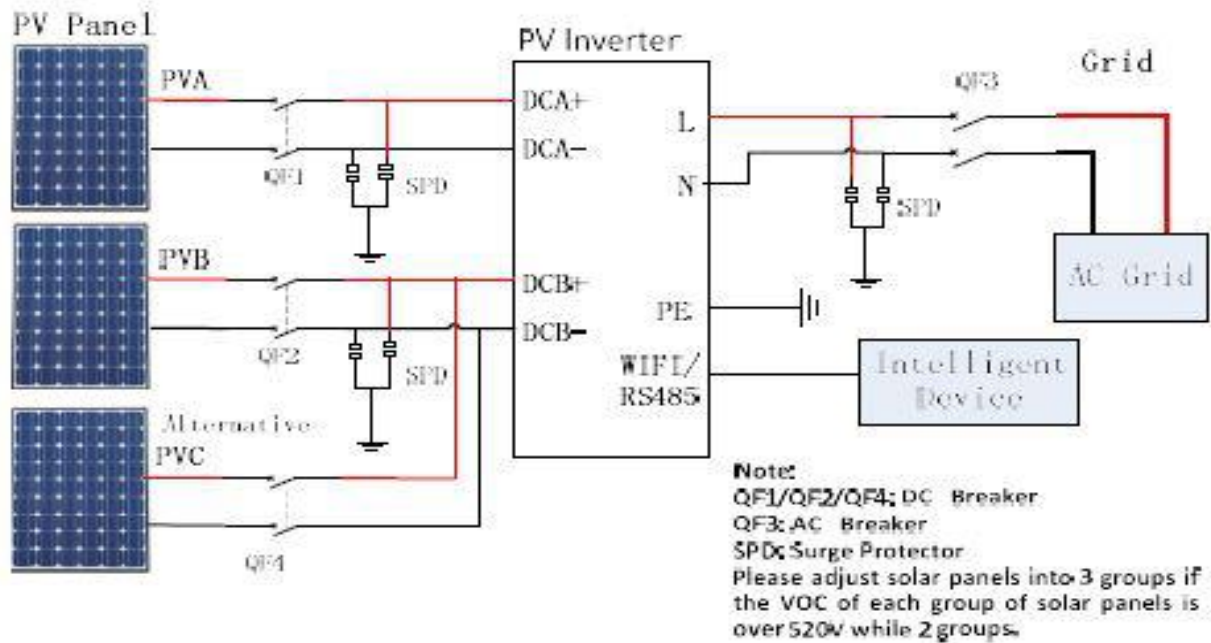 PV Panel
PVA
QF1
SPD
PVB
QF2
SPD
Alternative
PVC
QF4
PV Inverter
DCA+
DCA-
DCB+
DCB-
L
N
PE
WIFI/
RS485
QF3
Grid
SPD
AC Grid
Intelligent
Device
Note:
QF1/QF2/QF4: DC Breaker
QF3: AC Breaker
SPD: Surge Protector
Please adjust solar panels into 3 groups if
the VOC of each group of solar panels is
over 520V while 2 groups.